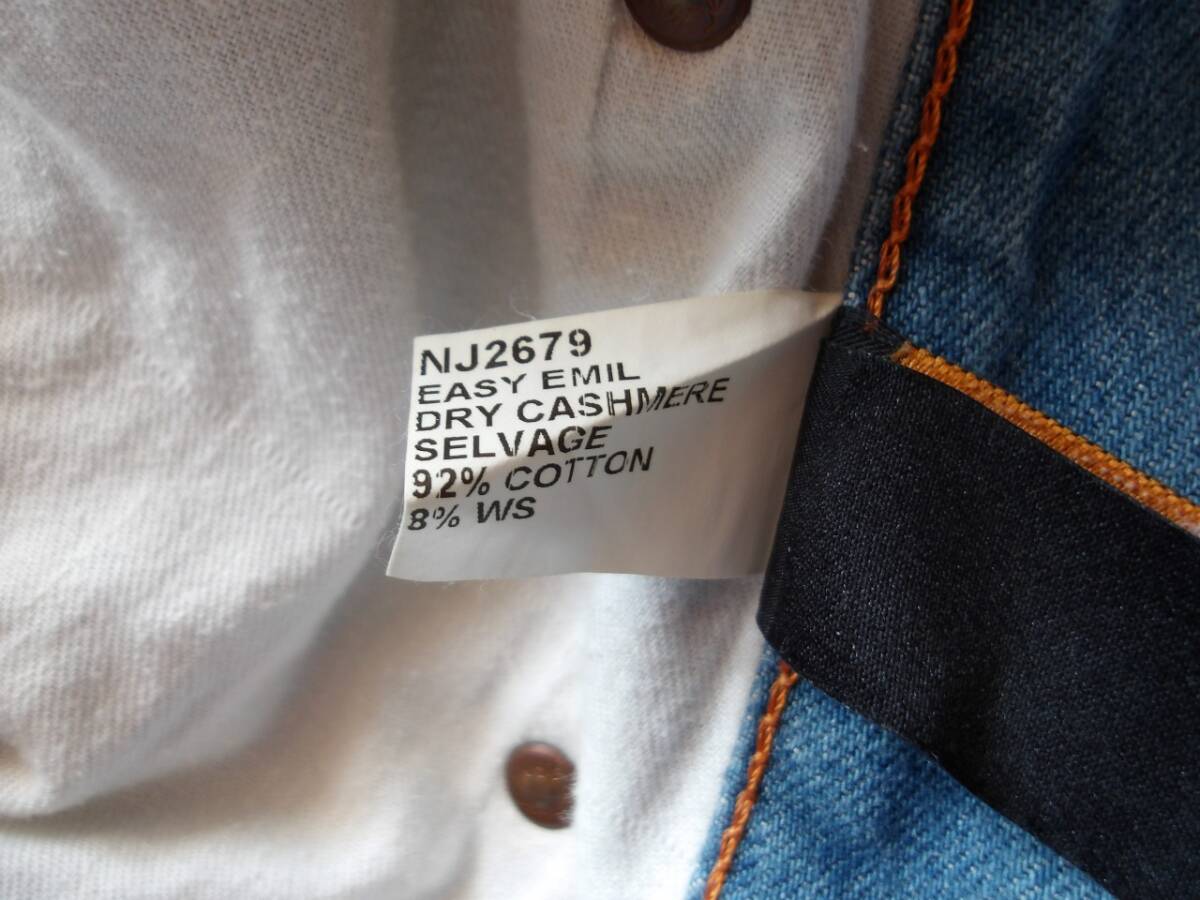 NJ2679
EASY EMIL
DRY CASHMERE
SELVAGE
92% COTTON
8% WS